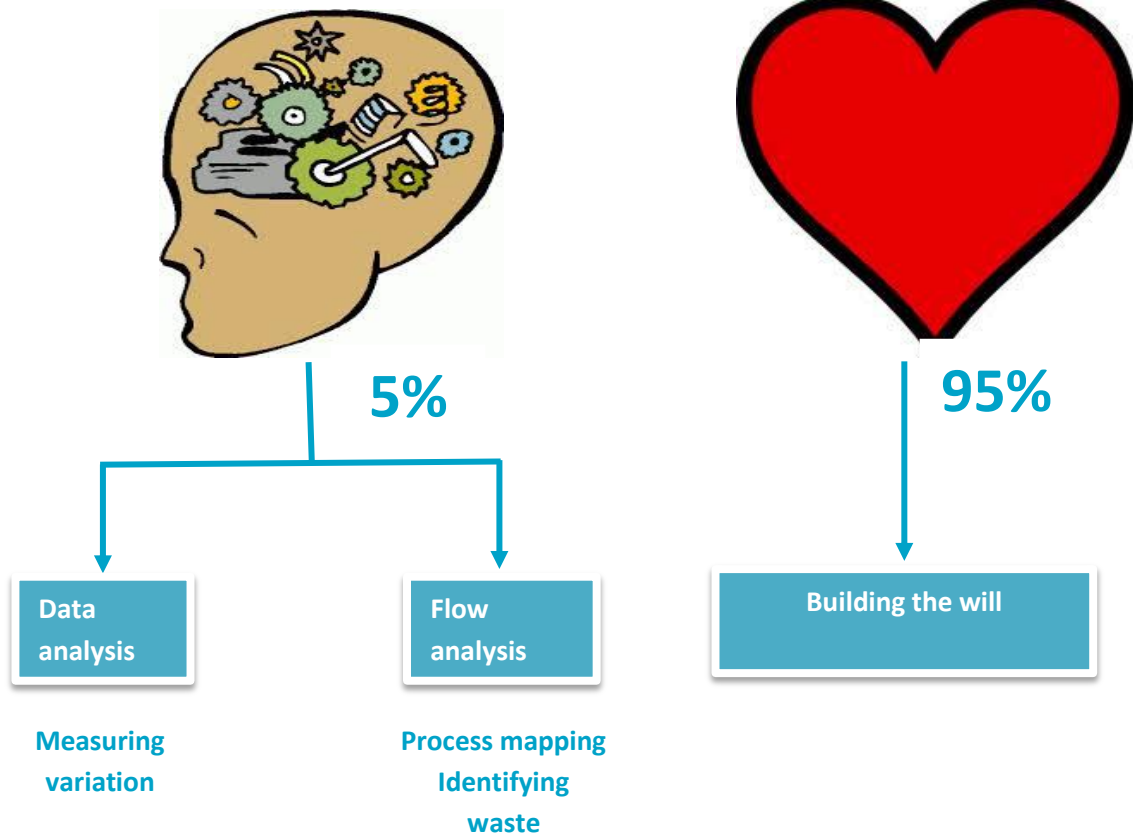 5%
95%
Data
analysis
Flow
analysis
Building the will
Measuring
variation
Process mapping
Identifying
waste